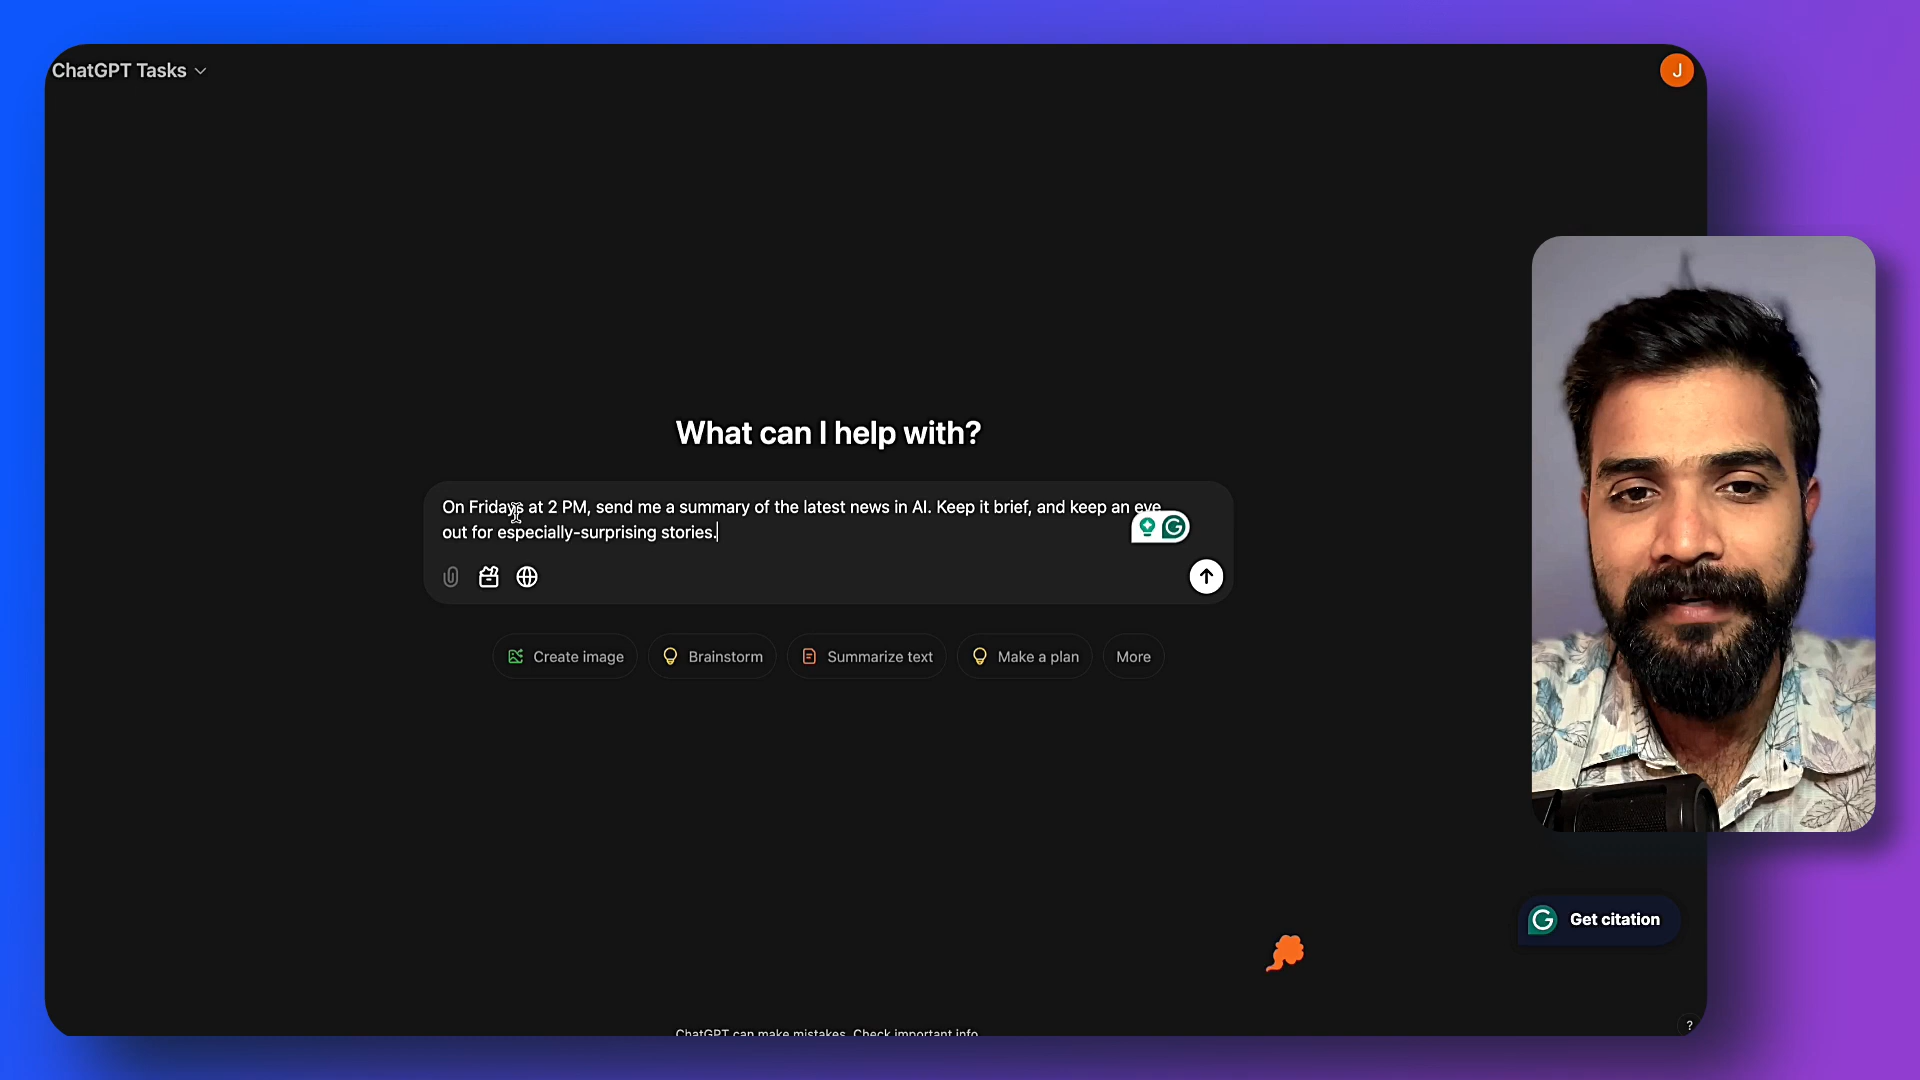 ChatGPT Tasks
J
What can I help with?
On Fridays at 2 PM, send me a summary of the latest news in AI. Keep it brief, and keep an eye
out for especially-surprising stories.
Create image
Brainstorm
Summarize text
Make a plan
More
Get citation
ChatGPT can make mistakes. Check important info.
?